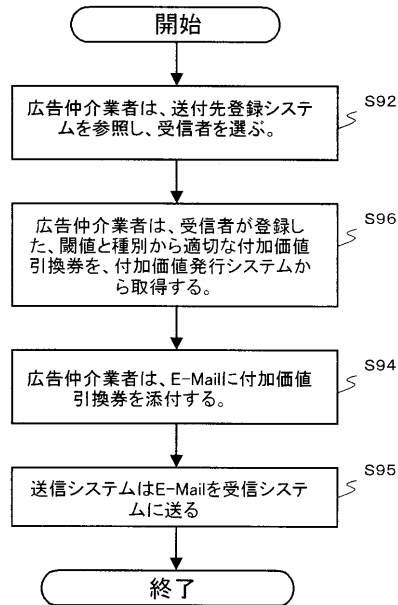 開始
広告仲介業者は、送付先登録システ
ムを参照し、受信者を選ぶ。
S92
広告仲介業者は、受信者が登録し
た、閾値と種別から適切な付加価値
引換券を、付加価値発行システムか
ら取得する。
S96
広告仲介業者は、E-Mailに付加価値
引換券を添付する。
S94
送信システムはE-Mailを受信システ
ムに送る
S95
終了